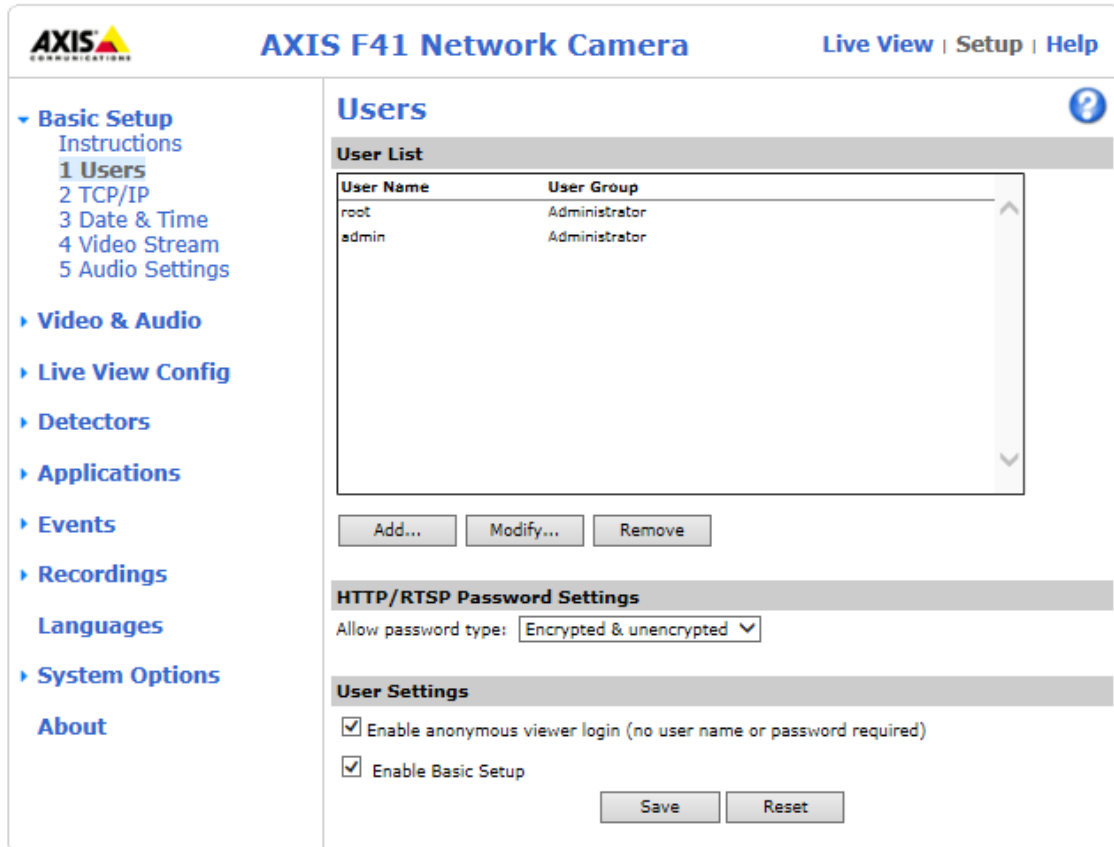 AXIS
COMMUNICATIONS
AXIS F41 Network Camera
Live View | Setup | Help
Basic Setup
Instructions
1 Users
2 TCP/IP
3 Date & Time
4 Video Stream
5 Audio Settings
Video & Audio
Live View Config
Detectors
Applications
Events
Recordings
Languages
System Options
About
Users
?
User List
User Name User Group
root Administrator
admin Administrator
Add... Modify... Remove
HTTP/RTSP Password Settings
Allow password type: Encrypted & unencrypted
User Settings
Enable anonymous viewer login (no user name or password required)
Enable Basic Setup
Save Reset